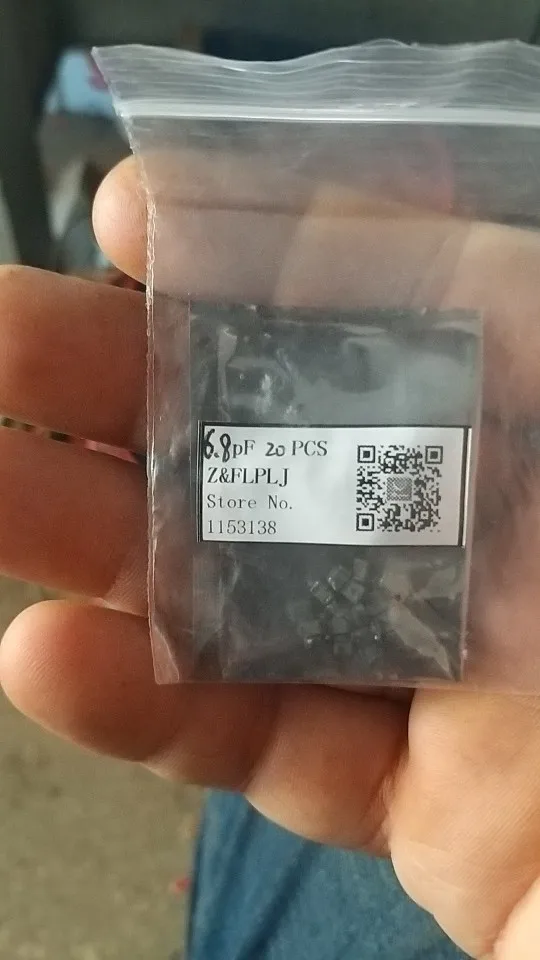 6.8pF 20 PCS
Z&FLPLJ
Store No.
1153138